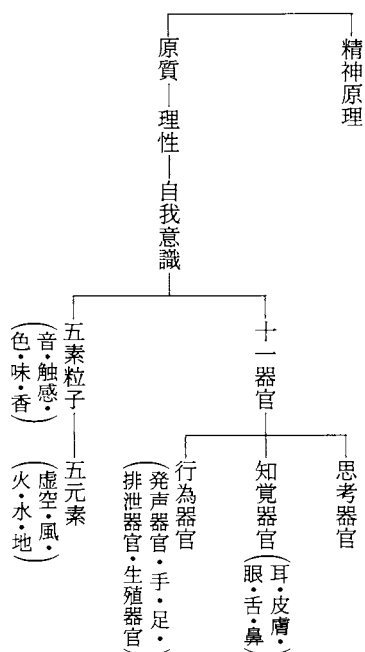 精神原理
原質
理性
自我意識
十一器官
思考器官
知覚器官
（耳・皮膚・
眼・舌・鼻）
行為器官
（発声器官・手・足・
排泄器官・生殖器官）
五素粒子
（音・触感・
色・味・香）
五元素
（虚空・風・
火・水・地）